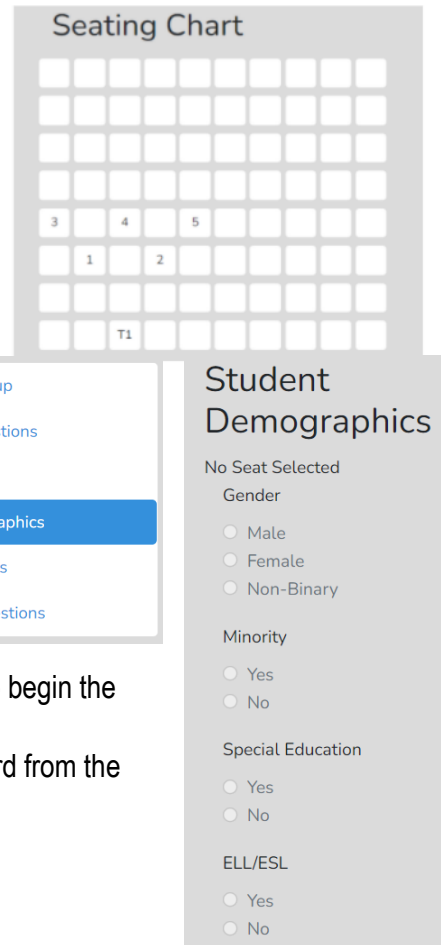 Seating Chart
3 4 5
1 2
T1
up
stions
aphics
s
estions
begin the
rd from the
Student
Demographics
No Seat Selected
Gender
Male
Female
Non-Binary
Minority
Yes
No
Special Education
Yes
No
ELL/ESL
Yes
No